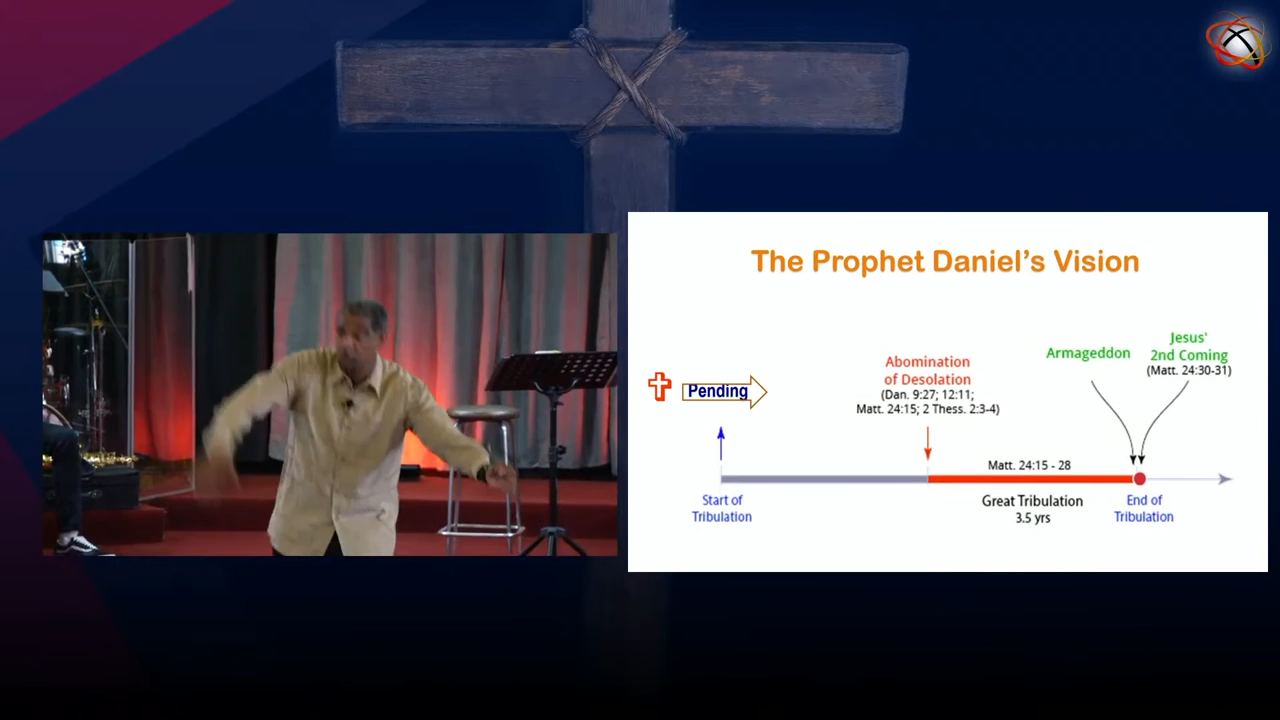 The Prophet Daniel's Vision
Pending
Abomination
of Desolation
(Dan. 9:27; 12:11;
Matt. 24:15; 2 Thess. 2:3-4)
Armageddon
Jesus'
2nd Coming
(Matt. 24:30-31)
Matt. 24:15 - 28
Start of
Tribulation
Great Tribulation
3.5 yrs
End of
Tribulation